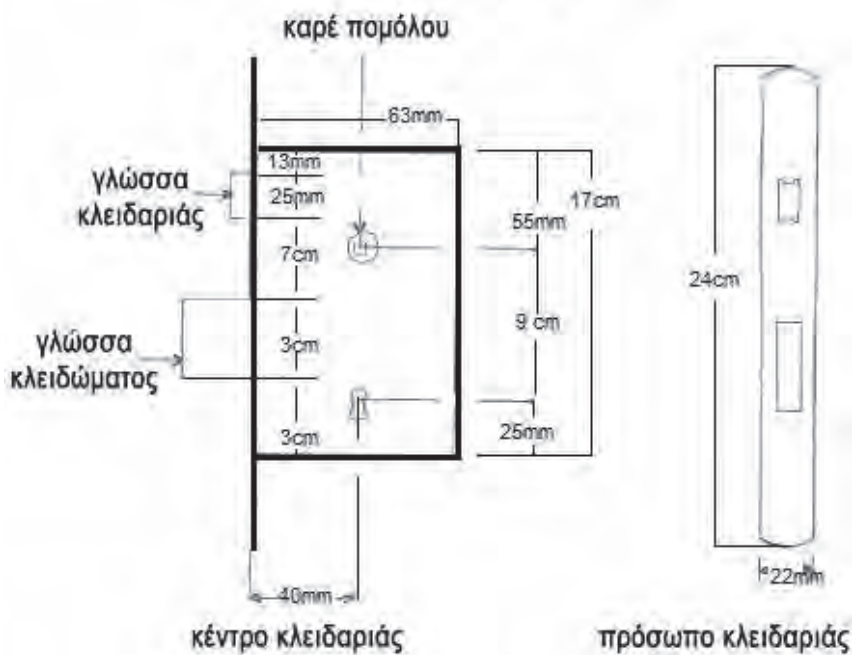 καρέ πομόλου
63mm
13mm
γλώσσα
κλειδαριάς
25mm
55mm
17cm
7cm
24cm
9 cm
γλώσσα
κλειδώματος
3cm
3cm
25mm
40mm
22mm
κέντρο κλειδαριάς
πρόσωπο κλειδαριάς